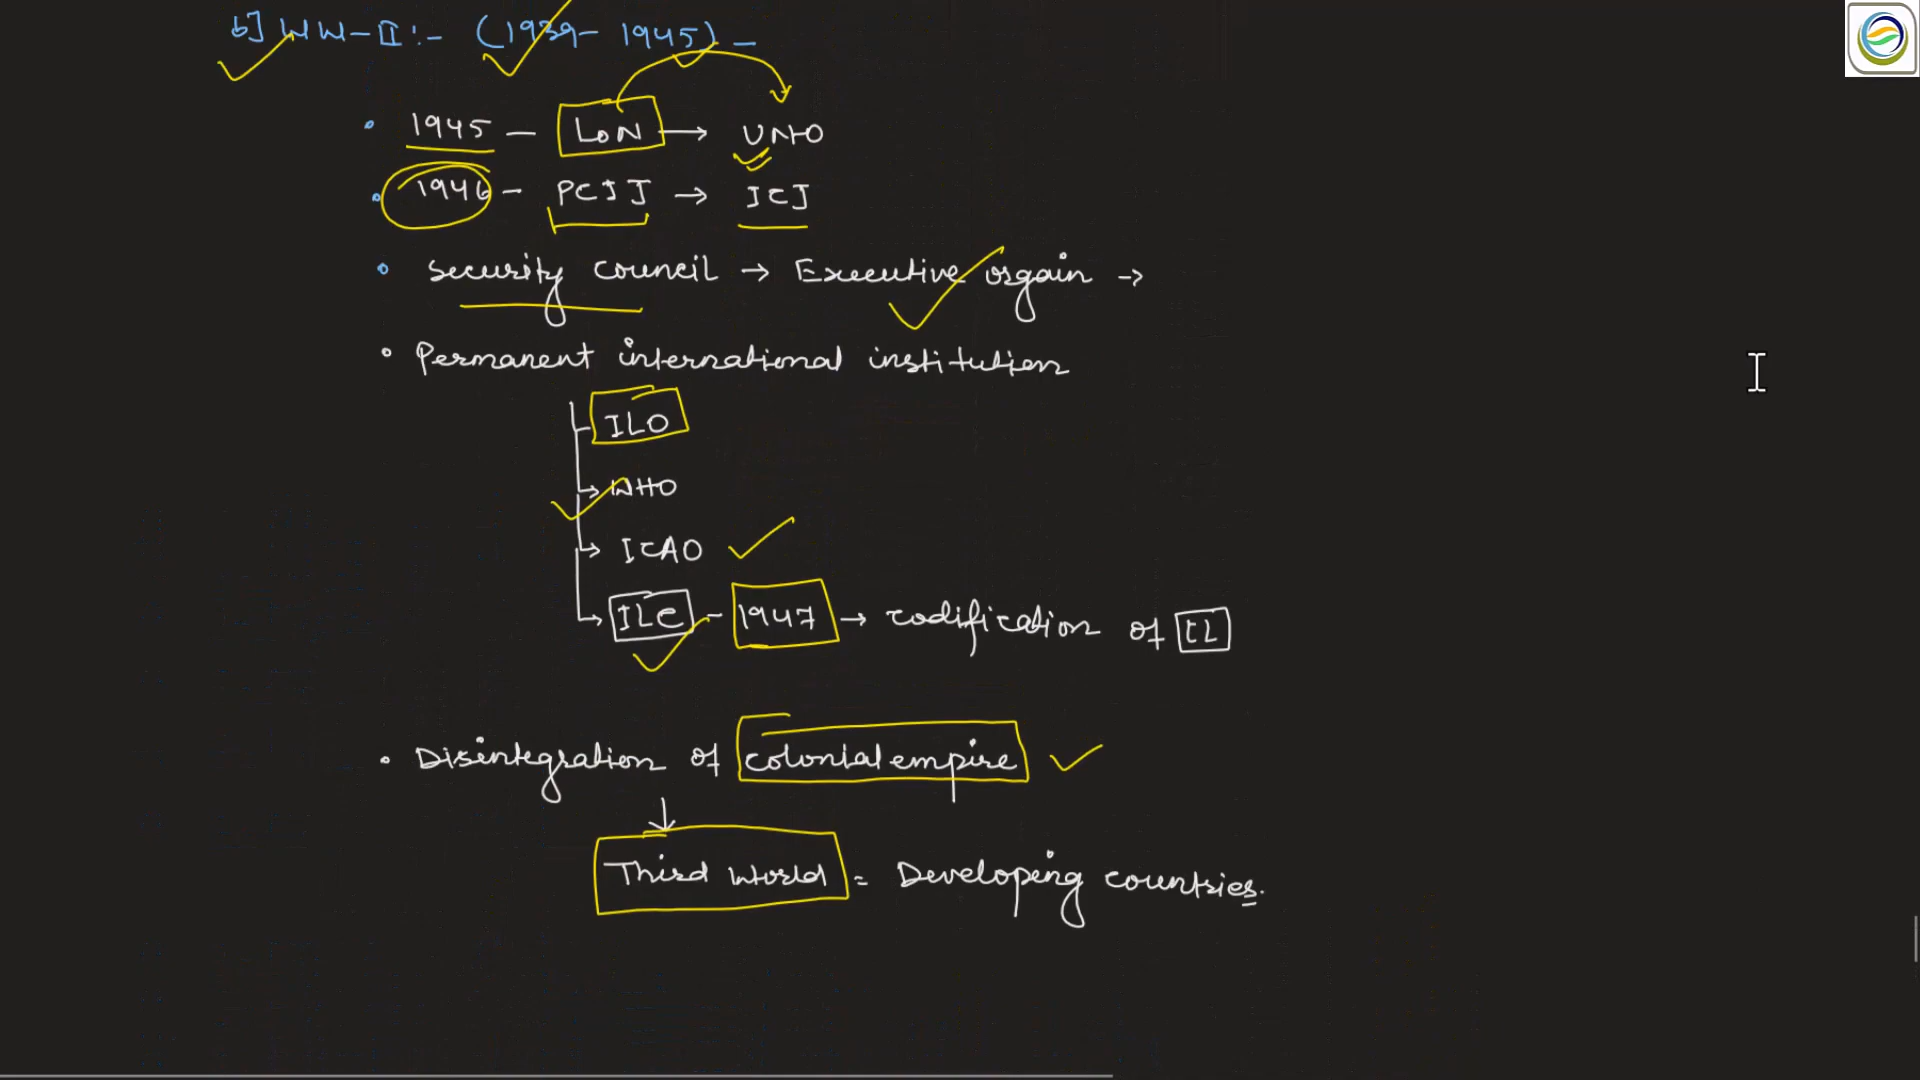 b] WW-II:- (1939- 1945) -
• 1945 - LoN → UNO
• 1946 - PCIJ → ICJ
• Security council → Executive orgain →
• Permanent international institution
ILO
→ WHO
→ ICAO
→ ILC - 1947 → codification of IL
• Disintegration of colonial empire
↓
Third World = Developing countries.